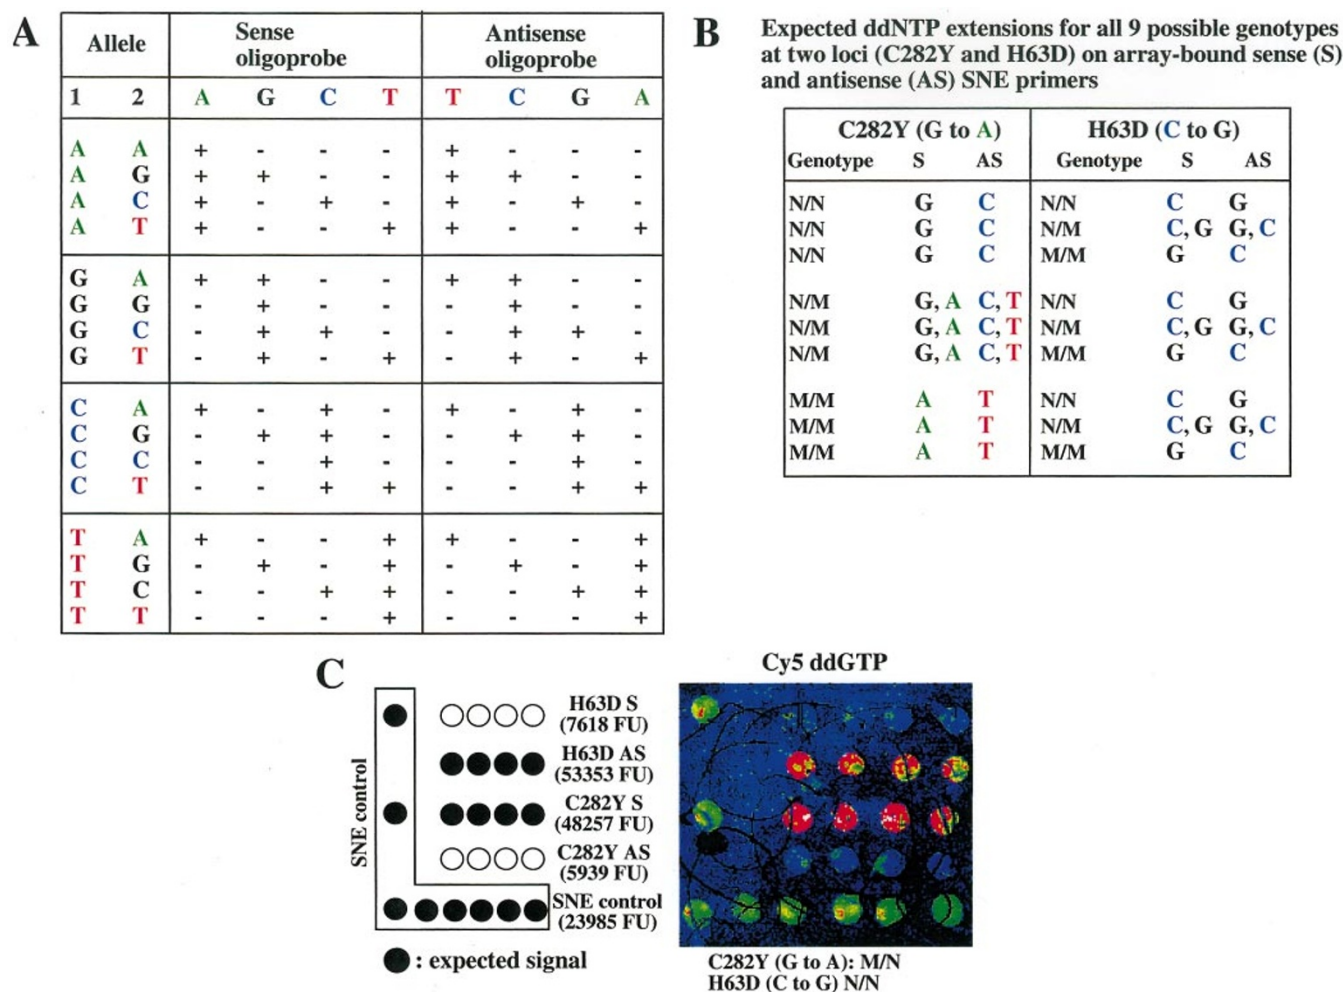 A
Allele
Sense oligoprobe
Antisense oligoprobe
1 2 A G C T T C G A
A A + - - - + - - -
A G + + - - + + - -
A C + - + - + - + -
A T + - - + + - - +
G A + + - - + + - -
G G - + - - - + - -
G C - + + - - + + -
G T - + - + - + - +
C A + - + - + - + -
C G - + + - - + + -
C C - - + - - - + -
C T - - + + - - + +
T A + - - + + - - +
T G - + - + - + - +
T C - - + + - - + +
T T - - - + - - - +
B
Expected ddNTP extensions for all 9 possible genotypes
at two loci (C282Y and H63D) on array-bound sense (S)
and antisense (AS) SNE primers
C282Y (G to A) H63D (C to G)
Genotype S AS Genotype S AS
N/N G C N/N C G
N/N G C N/M C, G G, C
N/N G C M/M G C
N/M G, A C, T N/N C G
N/M G, A C, T N/M C, G G, C
N/M G, A C, T M/M G C
M/M A T N/N C G
M/M A T N/M C, G G, C
M/M A T M/M G C
C
SNE control
H63D S
(7618 FU)
H63D AS
(53353 FU)
C282Y S
(48257 FU)
C282Y AS
(5939 FU)
SNE control
(23985 FU)
: expected signal
Cy5 ddGTP
C282Y (G to A): M/N
H63D (C to G) N/N